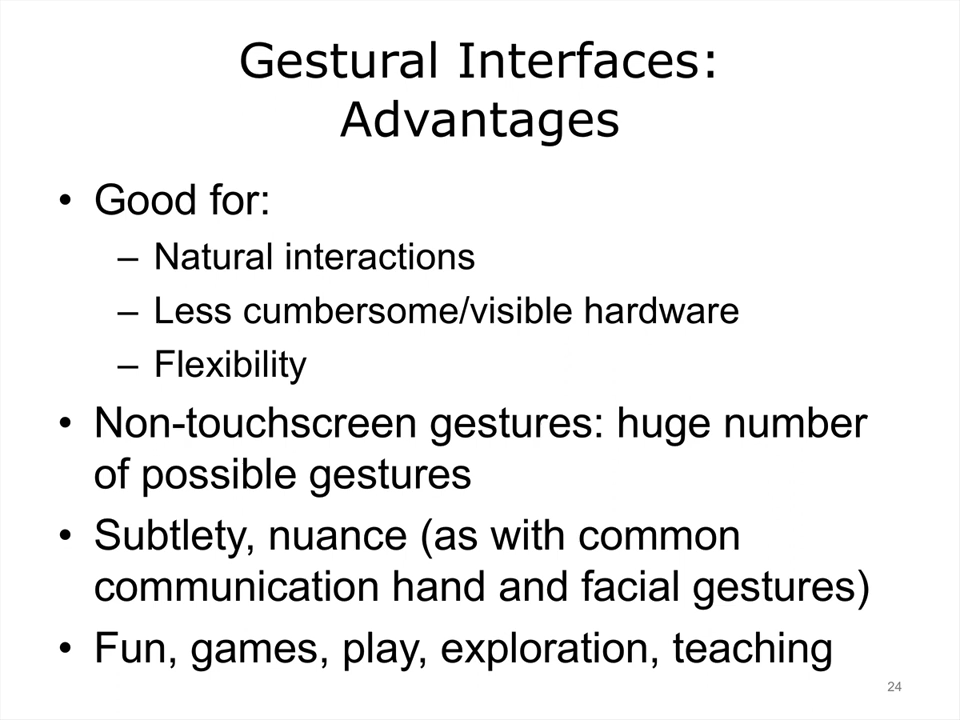 Gestural Interfaces:
Advantages
• Good for:
– Natural interactions
– Less cumbersome/visible hardware
– Flexibility
• Non-touchscreen gestures: huge number
of possible gestures
• Subtlety, nuance (as with common
communication hand and facial gestures)
• Fun, games, play, exploration, teaching
24